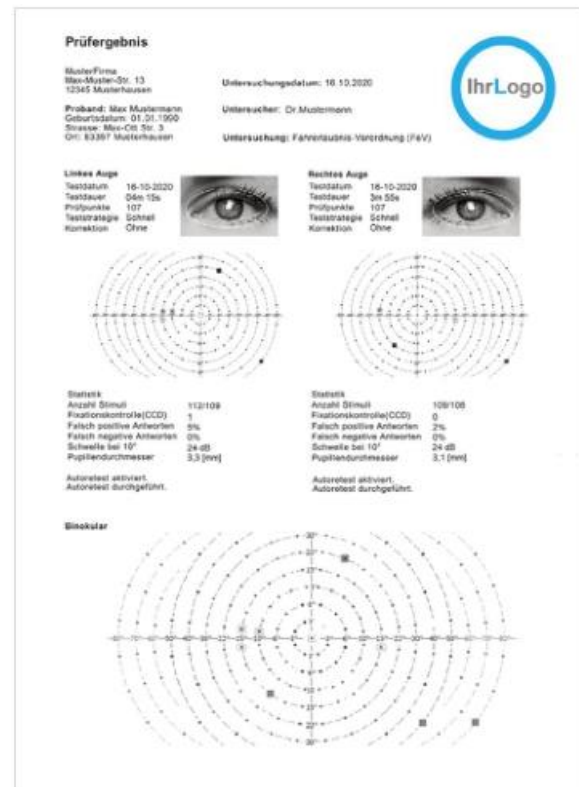 Prüfergebnis
IhrLogo
MusterFirma
Max-Muster-Str. 13
12345 Musterhausen
Untersuchungsdatum: 16.10.2020
Proband: Max Mustermann
Untersucher: Dr.Mustermann
Geburtsdatum: 01.01.1990
Strasse: Max-Ott Str. 3
Ort: 83367 Musterhausen
Untersuchung: Fahrerlaubnis-Verordnung (FeV)
Linkes Auge
Testdatum 16-10-2020
Testdauer 04m 15s
Prüfpunkte 107
Teststrategie Schnell
Korrektion Ohne
Rechtes Auge
Testdatum 16-10-2020
Testdauer 3m 55s
Prüfpunkte 107
Teststrategie Schnell
Korrektion Ohne
Statistik
Anzahl Stimuli 112/109
Fixationskontrolle(CCD) 1
Falsch positive Antworten 5%
Falsch negative Antworten 0%
Schwelle bei 10° 24 dB
Pupillendurchmesser 3,3 [mm]
Autoretest aktiviert.
Autoretest durchgeführt.
Statistik
Anzahl Stimuli 109/108
Fixationskontrolle(CCD) 0
Falsch positive Antworten 2%
Falsch negative Antworten 0%
Schwelle bei 10° 24 dB
Pupillendurchmesser 3,1 [mm]
Autoretest aktiviert.
Autoretest durchgeführt.
Binokular